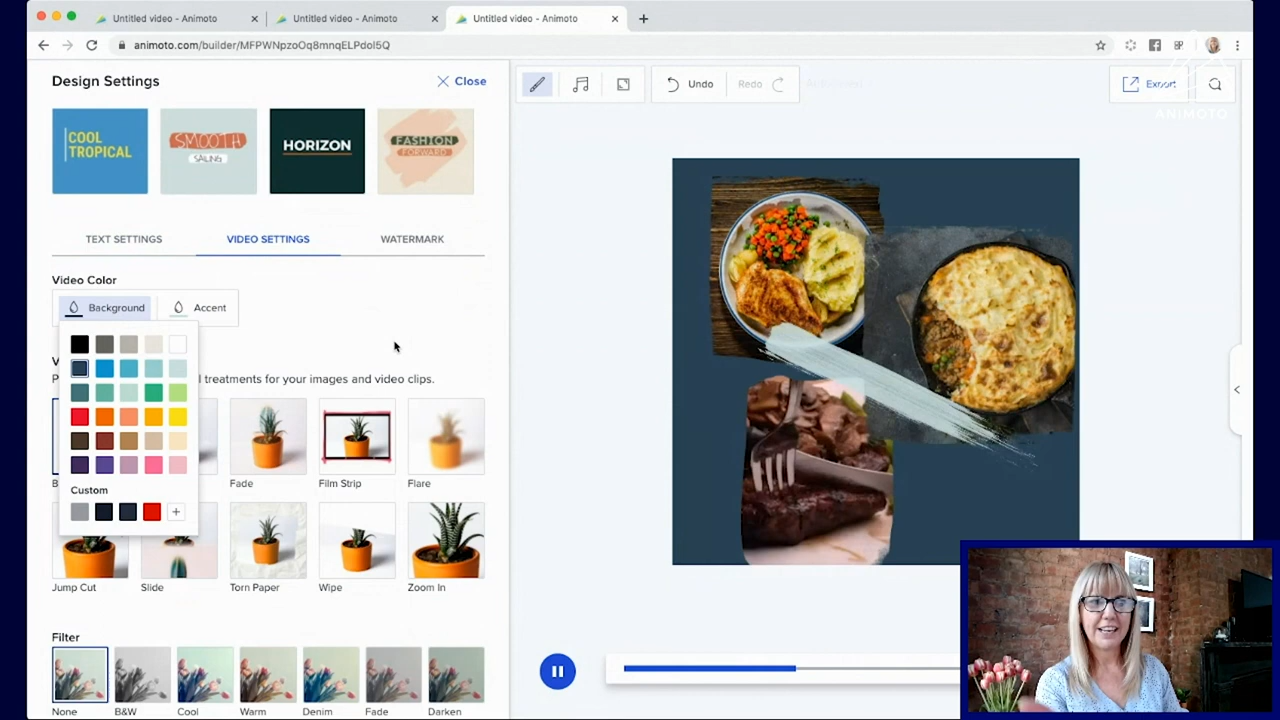 Untitled video - Animoto
Untitled video - Animoto
Untitled video - Animoto
animoto.com/builder/MFPWNpzoOq8mnqELPdol5Q
Design Settings
Close
Undo
Redo
Export
ANIMOTO
COOL
TROPICAL
SMOOTH
SAILING
HORIZON
FASHION
FORWARD
TEXT SETTINGS
VIDEO SETTINGS
WATERMARK
Video Color
Background
Accent
treatments for your images and video clips.
Custom
Fade
Film Strip
Flare
Jump Cut
Slide
Torn Paper
Wipe
Zoom In
Filter
None
B&W
Cool
Warm
Denim
Fade
Darken